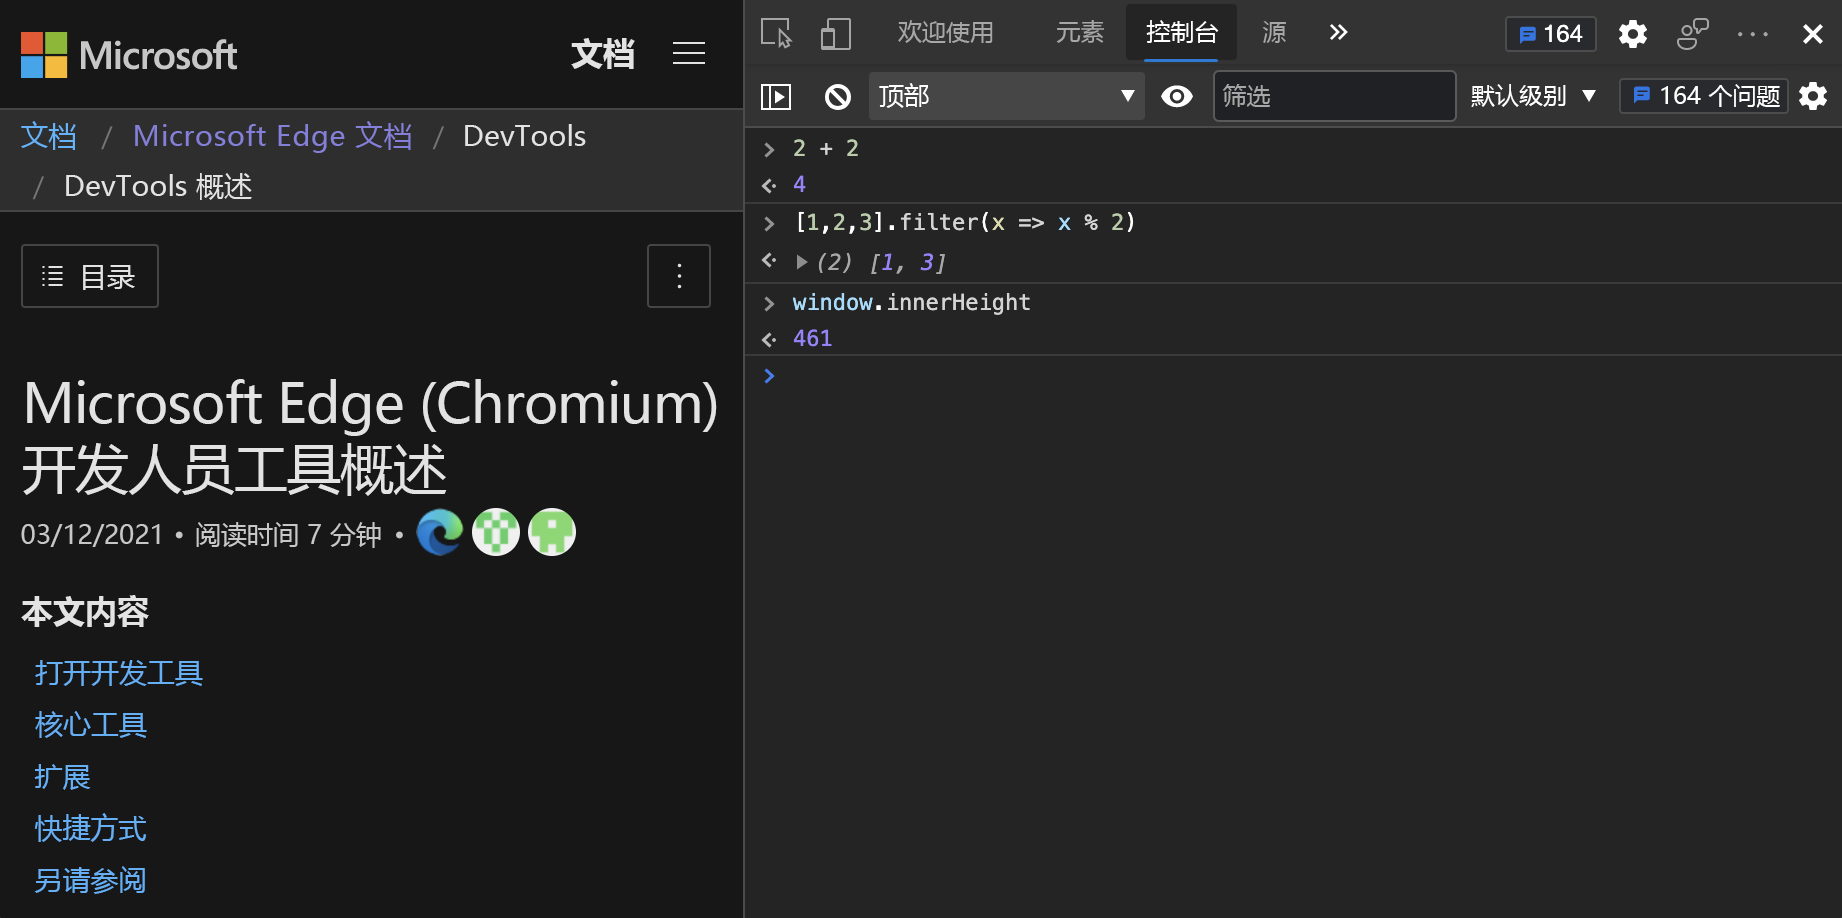 Microsoft
文档
文档 / Microsoft Edge 文档 / DevTools
/ DevTools 概述
目录
Microsoft Edge (Chromium)
开发人员工具概述
03/12/2021 • 阅读时间 7 分钟 •
本文内容
打开开发工具
核心工具
扩展
快捷方式
另请参阅
欢迎使用 元素 控制台 源 164
顶部 筛选 默认级别 164 个问题
2 + 2
4
[1,2,3].filter(x => x % 2)
(2) [1, 3]
window.innerHeight
461